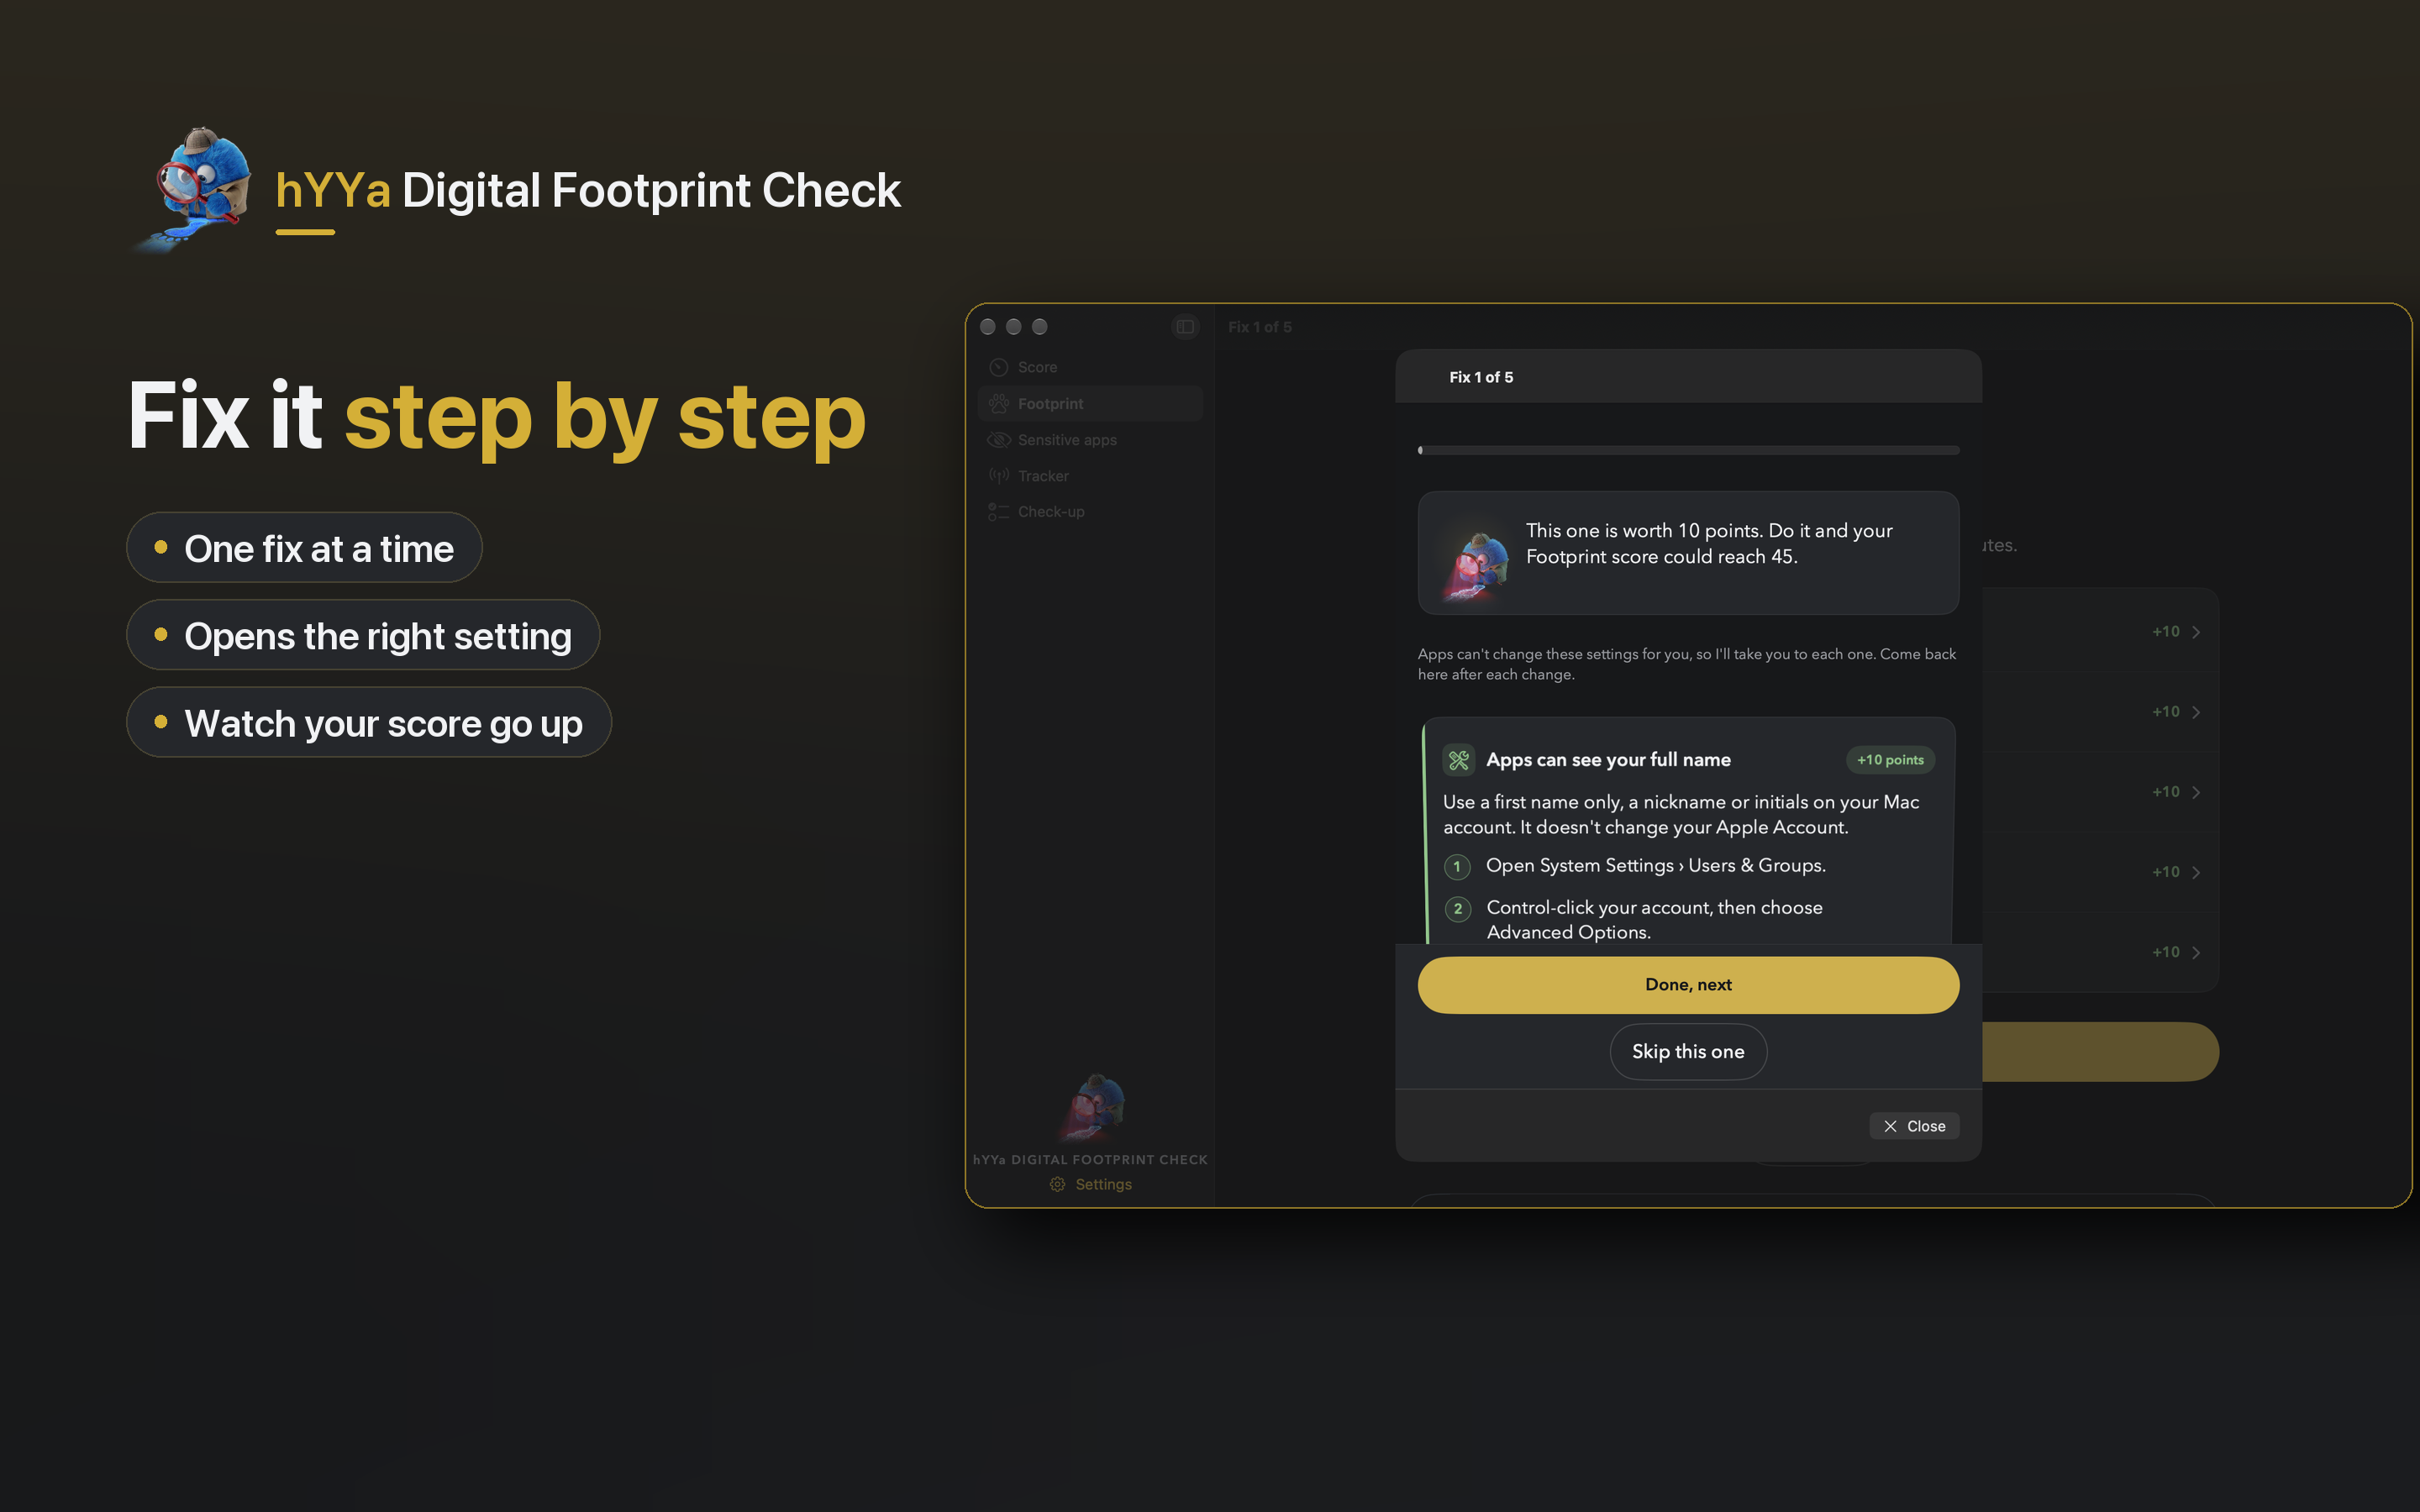 hYYa Digital Footprint Check
Fix it step by step
One fix at a time
Opens the right setting
Watch your score go up
Fix 1 of 5
Score
Footprint
Sensitive apps
Tracker
Check-up
hYYa DIGITAL FOOTPRINT CHECK
Settings
Fix 1 of 5
This one is worth 10 points. Do it and your
Footprint score could reach 45.
Apps can't change these settings for you, so I'll take you to each one. Come back
here after each change.
Apps can see your full name
+10 points
Use a first name only, a nickname or initials on your Mac
account. It doesn't change your Apple Account.
1 Open System Settings › Users & Groups.
2 Control-click your account, then choose
Advanced Options.
Done, next
Skip this one
Close
+10
+10
+10
+10
+10